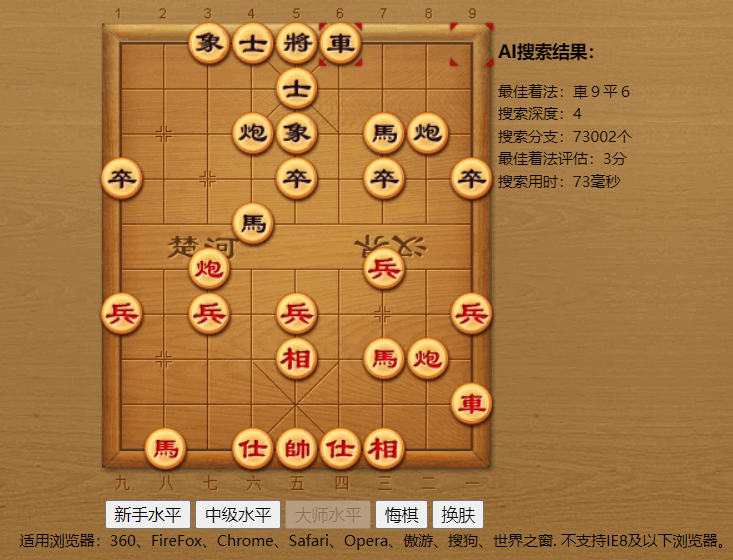 1 2 3 4 5 6 7 8 9
象 士 將 車
士
炮 象 馬 炮
卒 卒 卒 卒
馬
楚河 汉界
炮 兵
兵 兵 兵 兵
相 馬 炮
車
馬 仕 帥 仕 相
九 八 七 六 五 四 三 二 一
AI搜索结果：
最佳着法：車９平６
搜索深度：4
搜索分支：73002个
最佳着法评估：3分
搜索用时：73毫秒
新手水平 中级水平 大师水平 悔棋 换肤
适用浏览器：360、FireFox、Chrome、Safari、Opera、傲游、搜狗、世界之窗. 不支持IE8及以下浏览器。